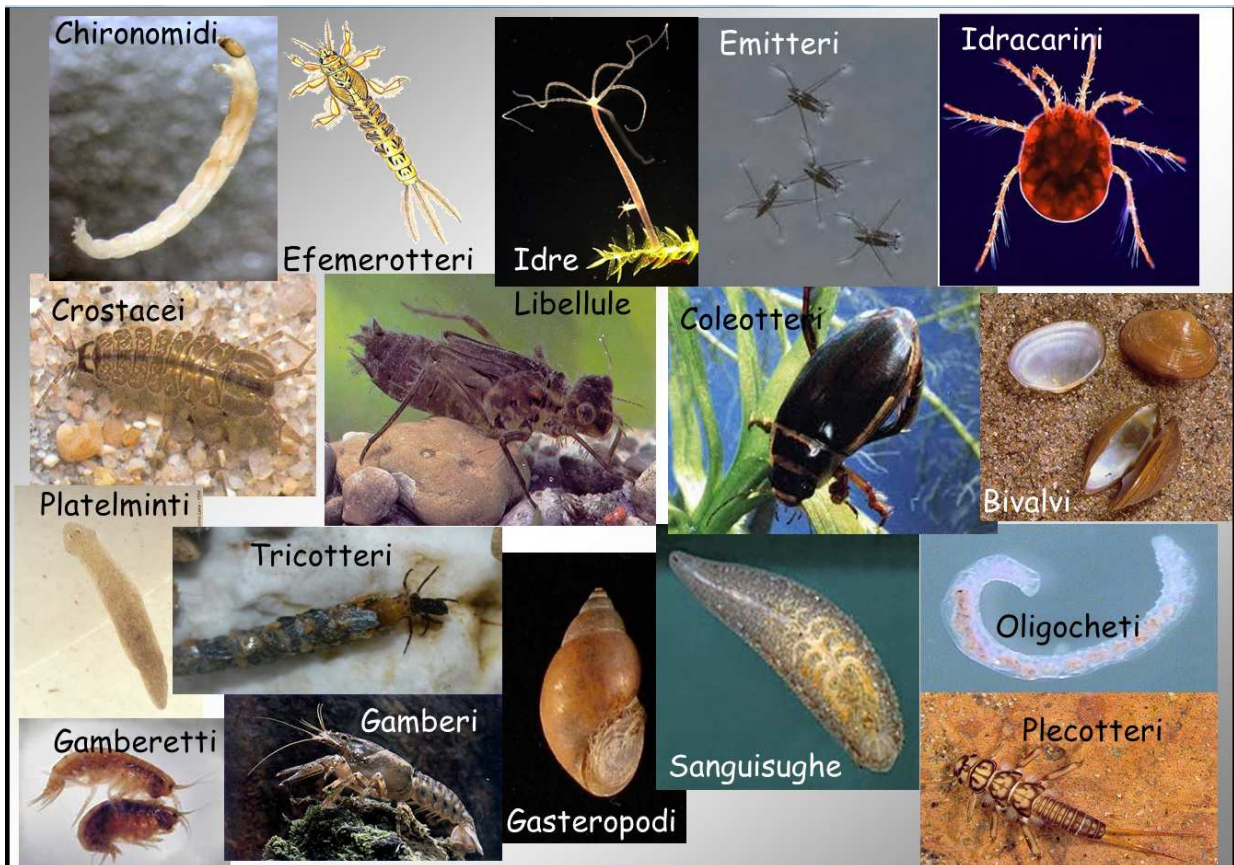 Chironomidi
Efemerotteri
Idre
Emitteri
Idracarini
Crostacei
Libellule
Coleotteri
Bivalvi
Platelminti
Tricotteri
Gasteropodi
Sanguisughe
Oligocheti
Gamberetti
Gamberi
Plecotteri